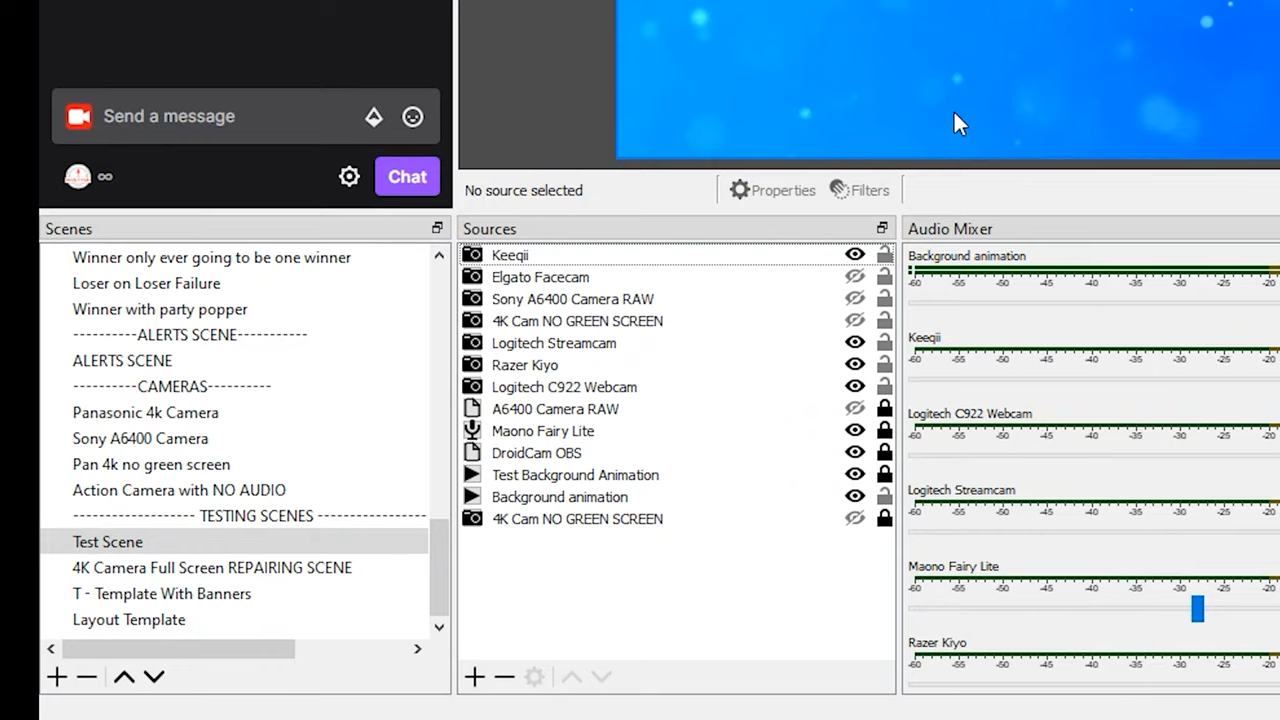 Send a message
∞
Chat
No source selected
Properties
Filters
Scenes
Winner only ever going to be one winner
Loser on Loser Failure
Winner with party popper
----------ALERTS SCENE----------
ALERTS SCENE
----------CAMERAS----------
Panasonic 4k Camera
Sony A6400 Camera
Pan 4k no green screen
Action Camera with NO AUDIO
----------------- TESTING SCENES ----------------
Test Scene
4K Camera Full Screen REPAIRING SCENE
T - Template With Banners
Layout Template
Sources
Keeqii
Elgato Facecam
Sony A6400 Camera RAW
4K Cam NO GREEN SCREEN
Logitech Streamcam
Razer Kiyo
Logitech C922 Webcam
A6400 Camera RAW
Maono Fairy Lite
DroidCam OBS
Test Background Animation
Background animation
4K Cam NO GREEN SCREEN
Audio Mixer
Background animation
-60 -55 -50 -45 -40 -35 -30 -25 -20
Keeqii
-60 -55 -50 -45 -40 -35 -30 -25 -20
Logitech C922 Webcam
-60 -55 -50 -45 -40 -35 -30 -25 -20
Logitech Streamcam
-60 -55 -50 -45 -40 -35 -30 -25 -20
Maono Fairy Lite
-60 -55 -50 -45 -40 -35 -30 -25 -20
Razer Kiyo
-60 -55 -50 -45 -40 -35 -30 -25 -20